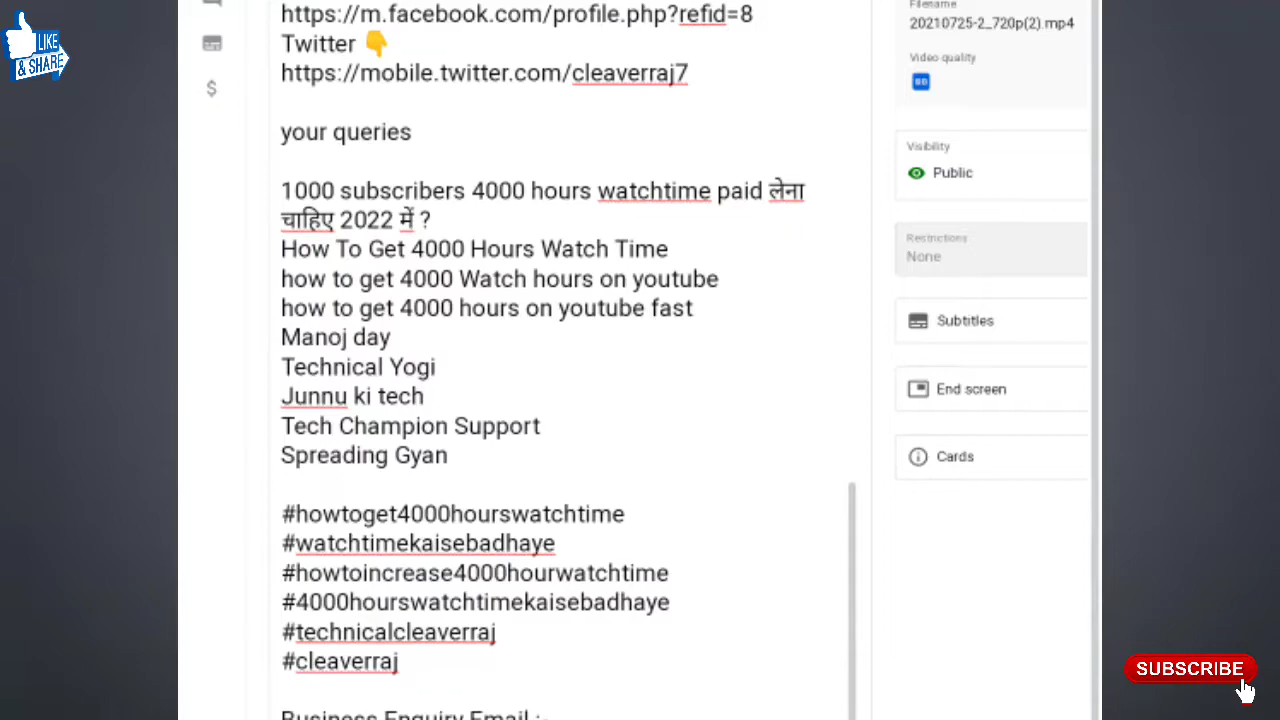 LIKE
& SHARE
https://m.facebook.com/profile.php?refid=8
Twitter 👇
https://mobile.twitter.com/cleaverraj7
your queries
1000 subscribers 4000 hours watchtime paid लेना
चाहिए 2022 में ?
How To Get 4000 Hours Watch Time
how to get 4000 Watch hours on youtube
how to get 4000 hours on youtube fast
Manoj day
Technical Yogi
Junnu ki tech
Tech Champion Support
Spreading Gyan
#howtoget4000hourswatchtime
#watchtimekaisebadhaye
#howtoincrease4000hourwatchtime
#4000hourswatchtimekaisebadhaye
#technicalcleaverraj
#cleaverraj
Business Enquiry Email :-
Filename
20210725-2_720p(2).mp4
Video quality
SD
Visibility
Public
Restrictions
None
Subtitles
End screen
Cards
SUBSCRIBE